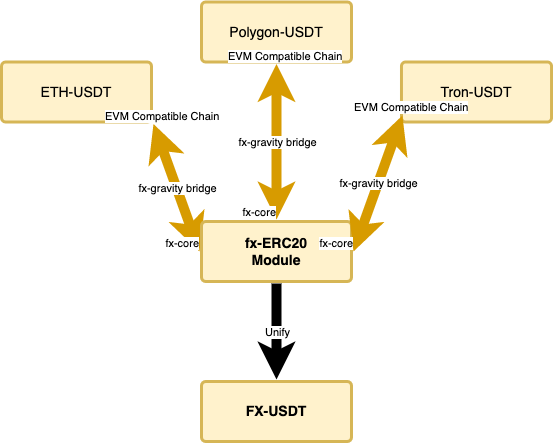 Polygon-USDT
EVM Compatible Chain
ETH-USDT
EVM Compatible Chain
Tron-USDT
EVM Compatible Chain
fx-gravity bridge
fx-gravity bridge
fx-gravity bridge
fx-core
fx-core
fx-core
fx-ERC20
Module
Unify
FX-USDT